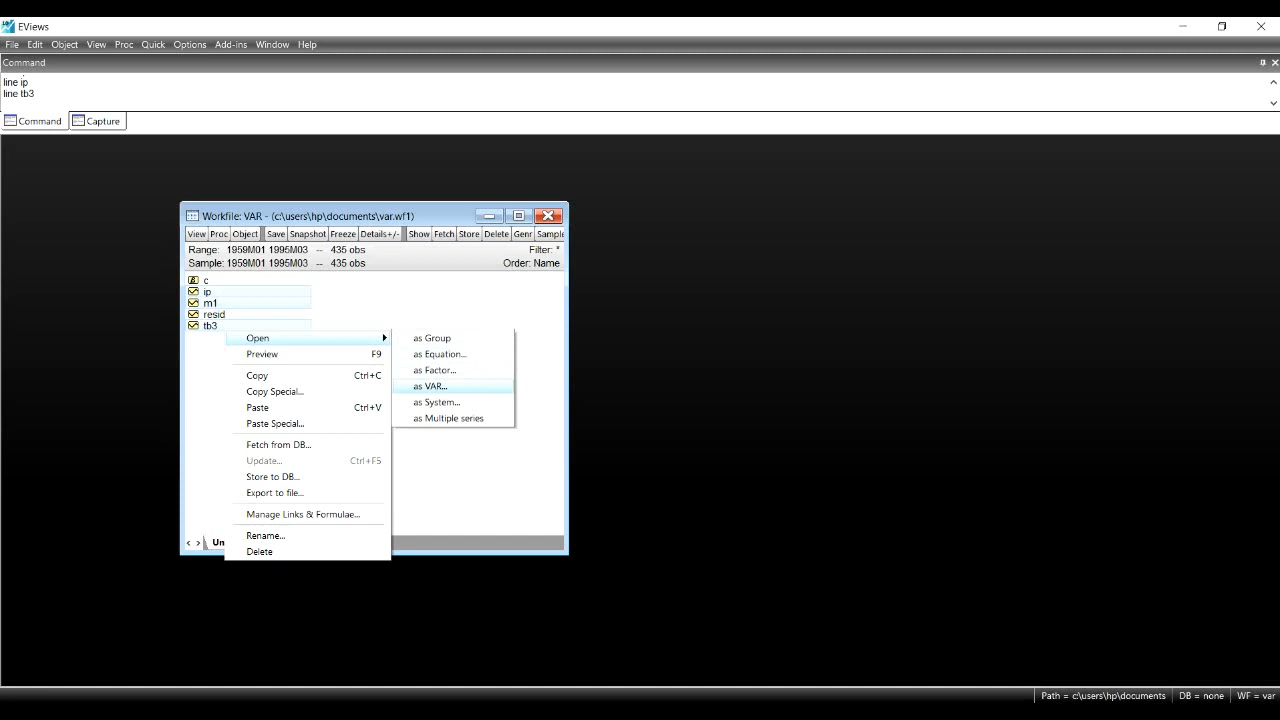 EViews
File Edit Object View Proc Quick Options Add-ins Window Help
Command
line ip
line tb3
Command Capture
Workfile: VAR - (c:\users\hp\documents\var.wf1)
View Proc Object Save Snapshot Freeze Details+/- Show Fetch Store Delete Genr Sample
Range: 1959M01 1995M03 -- 435 obs Filter: *
Sample: 1959M01 1995M03 -- 435 obs Order: Name
c
ip
m1
resid
tb3
Open
Preview F9
Copy Ctrl+C
Copy Special...
Paste Ctrl+V
Paste Special...
Fetch from DB...
Update... Ctrl+F5
Store to DB...
Export to file...
Manage Links & Formulae...
Rename...
Delete
as Group
as Equation...
as Factor...
as VAR...
as System...
as Multiple series
< > Un
Path = c:\users\hp\documents DB = none WF = var